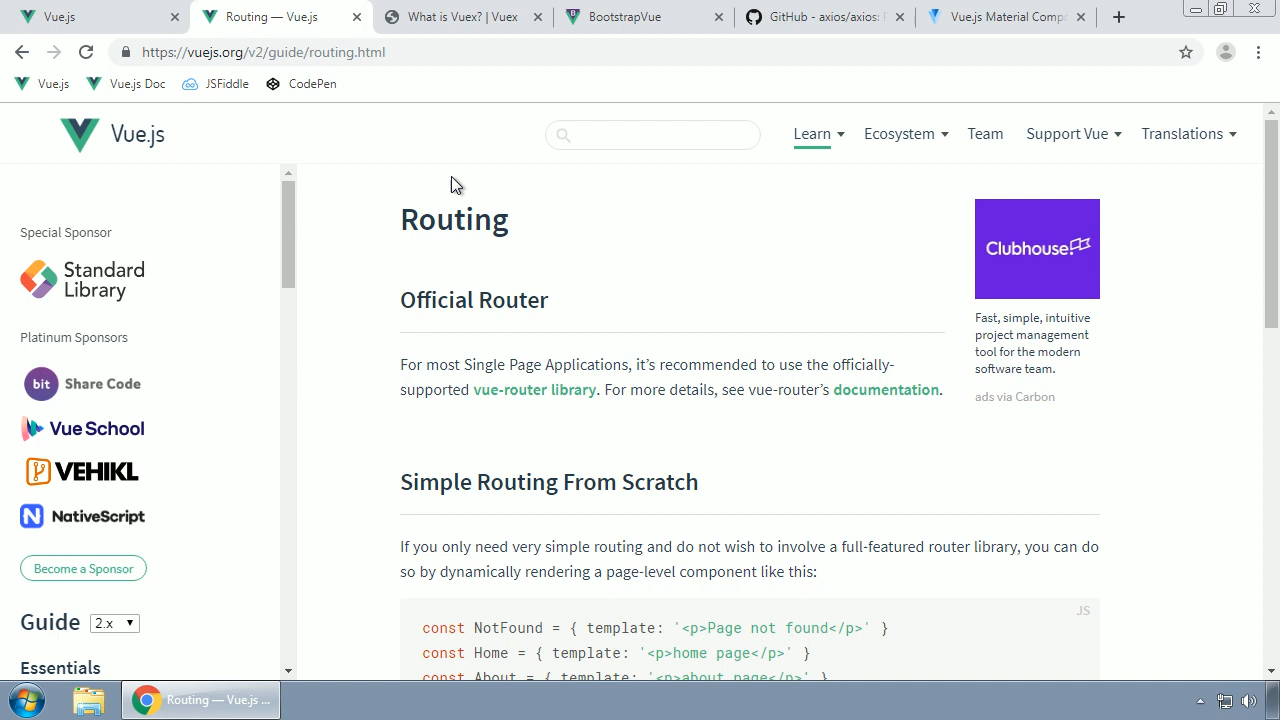 Vue.js
Routing — Vue.js
What is Vuex? | Vuex
BootstrapVue
GitHub - axios/axios:
Vue.js Material Comp
https://vuejs.org/v2/guide/routing.html
Vue.js
Vue.js Doc
JSFiddle
CodePen
Vue.js
Learn
Ecosystem
Team
Support Vue
Translations
Special Sponsor
Standard
Library
Platinum Sponsors
bit Share Code
Vue School
VEHIKL
NativeScript
Become a Sponsor
Guide 2.x
Essentials
Routing
Official Router
For most Single Page Applications, it's recommended to use the officially-
supported vue-router library. For more details, see vue-router's documentation.
Simple Routing From Scratch
If you only need very simple routing and do not wish to involve a full-featured router library, you can do
so by dynamically rendering a page-level component like this:
JS
const NotFound = { template: '<p>Page not found</p>' }
const Home = { template: '<p>home page</p>' }
const About = { template: '<p>about page</p>' }
Clubhouse
Fast, simple, intuitive
project management
tool for the modern
software team.
ads via Carbon
Routing — Vue.js ...